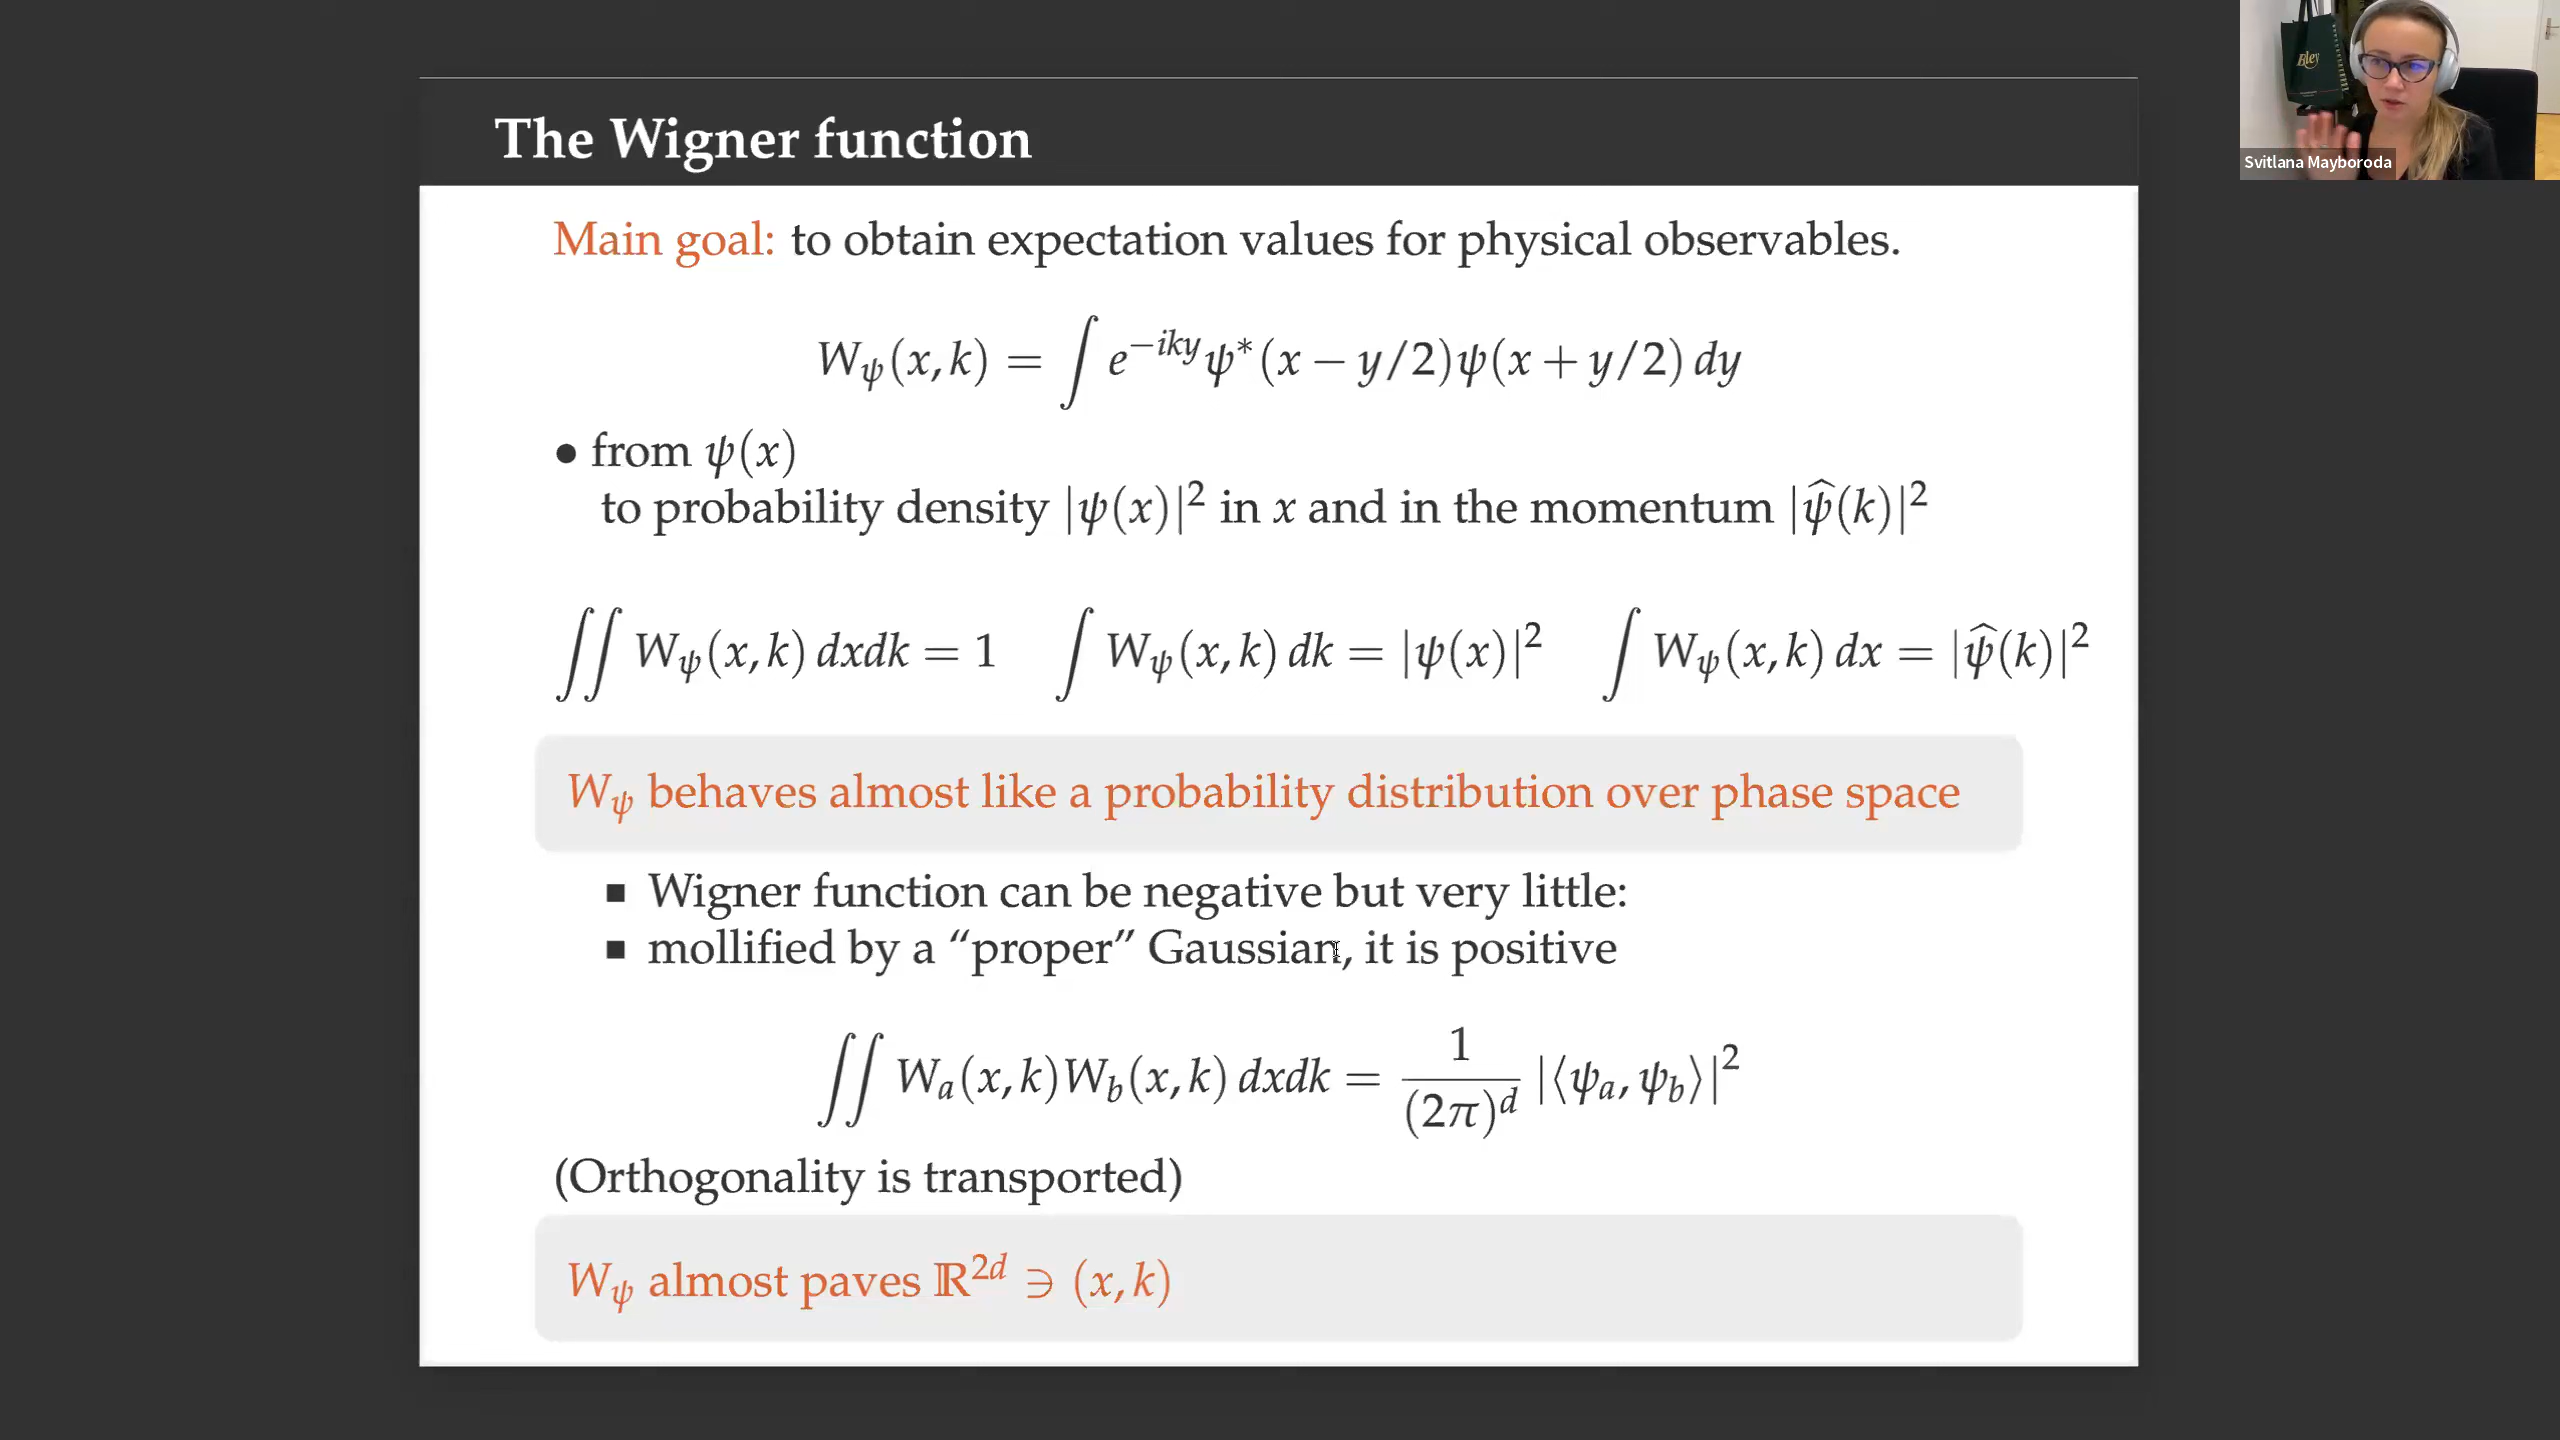 The Wigner function
Main goal: to obtain expectation values for physical observables.
W_ψ(x, k) = ∫ e^{−iky} ψ*(x − y/2)ψ(x + y/2) dy
• from ψ(x)
to probability density |ψ(x)|² in x and in the momentum |ψ̂(k)|²
∬ W_ψ(x, k) dxdk = 1 ∫ W_ψ(x, k) dk = |ψ(x)|² ∫ W_ψ(x, k) dx = |ψ̂(k)|²
W_ψ behaves almost like a probability distribution over phase space
■ Wigner function can be negative but very little:
■ mollified by a “proper” Gaussian, it is positive
∬ W_a(x, k)W_b(x, k) dxdk = 1/(2π)^d |⟨ψ_a, ψ_b⟩|²
(Orthogonality is transported)
W_ψ almost paves ℝ^{2d} ∋ (x, k)
Svitlana Mayboroda